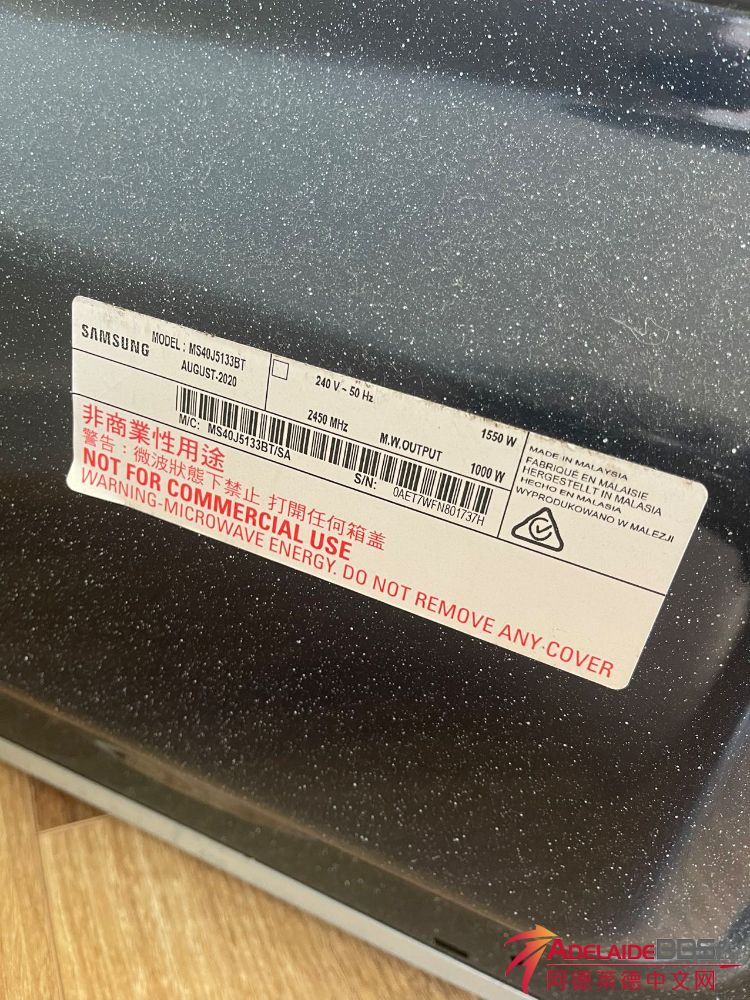 SAMSUNG
MODEL : MS40J5133BT
AUGUST-2020
240 V ~ 50 Hz
1550 W
2450 MHz M.W.OUTPUT 1000 W
M/C: MS40J5133BT/SA
S/N: 0AET7WFN801737H
MADE IN MALAYSIA
FABRIQUÉ EN MALAISIE
HERGESTELLT IN MALASIA
HECHO EN MALASIA
WYPRODUKOWANO W MALEZJI
非商業性用途
警告：微波狀態下禁止 打開任何箱盖
NOT FOR COMMERCIAL USE
WARNING-MICROWAVE ENERGY. DO NOT REMOVE ANY COVER
ADELAIDEBBS
阿德莱德中文网